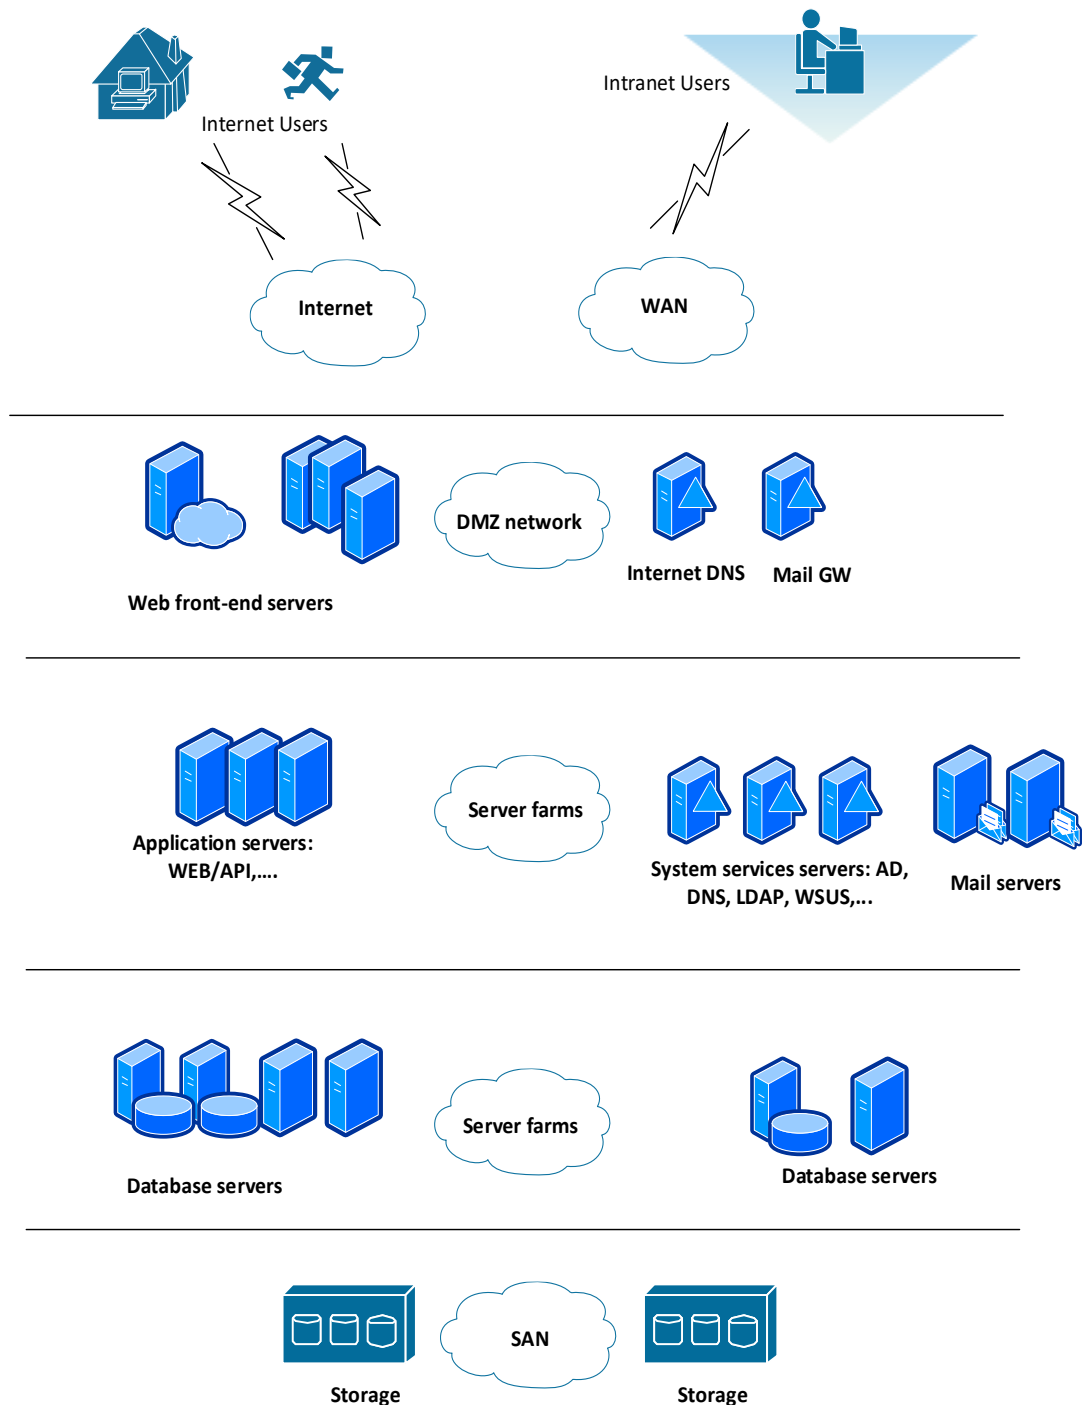 Intranet Users
Internet Users
Internet
WAN
DMZ network
Internet DNS
Mail GW
Web front-end servers
Server farms
Application servers:
WEB/API,....
System services servers: AD,
DNS, LDAP, WSUS,...
Mail servers
Server farms
Database servers
Database servers
SAN
Storage
Storage